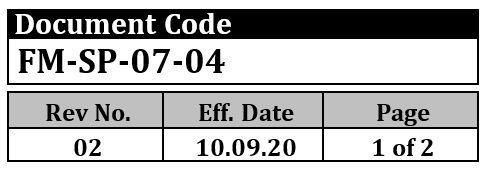 Document Code
FM-SP-07-04
Rev No. Eff. Date Page
02 10.09.20 1 of 2